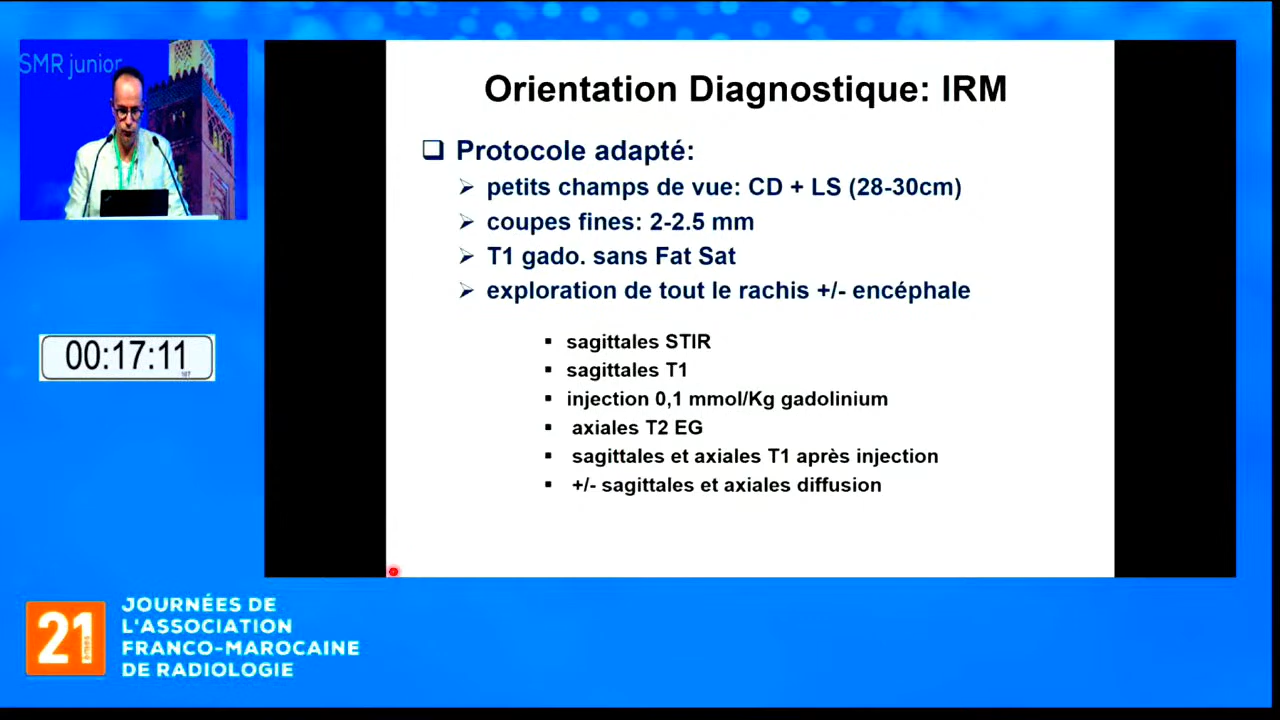 SMR junior
Orientation Diagnostique: IRM
Protocole adapté:
petits champs de vue: CD + LS (28-30cm)
coupes fines: 2-2.5 mm
T1 gado. sans Fat Sat
exploration de tout le rachis +/- encéphale
sagittales STIR
sagittales T1
injection 0,1 mmol/Kg gadolinium
axiales T2 EG
sagittales et axiales T1 après injection
+/- sagittales et axiales diffusion
00:17:11
21 èmes
JOURNÉES DE
L'ASSOCIATION
FRANCO-MAROCAINE
DE RADIOLOGIE